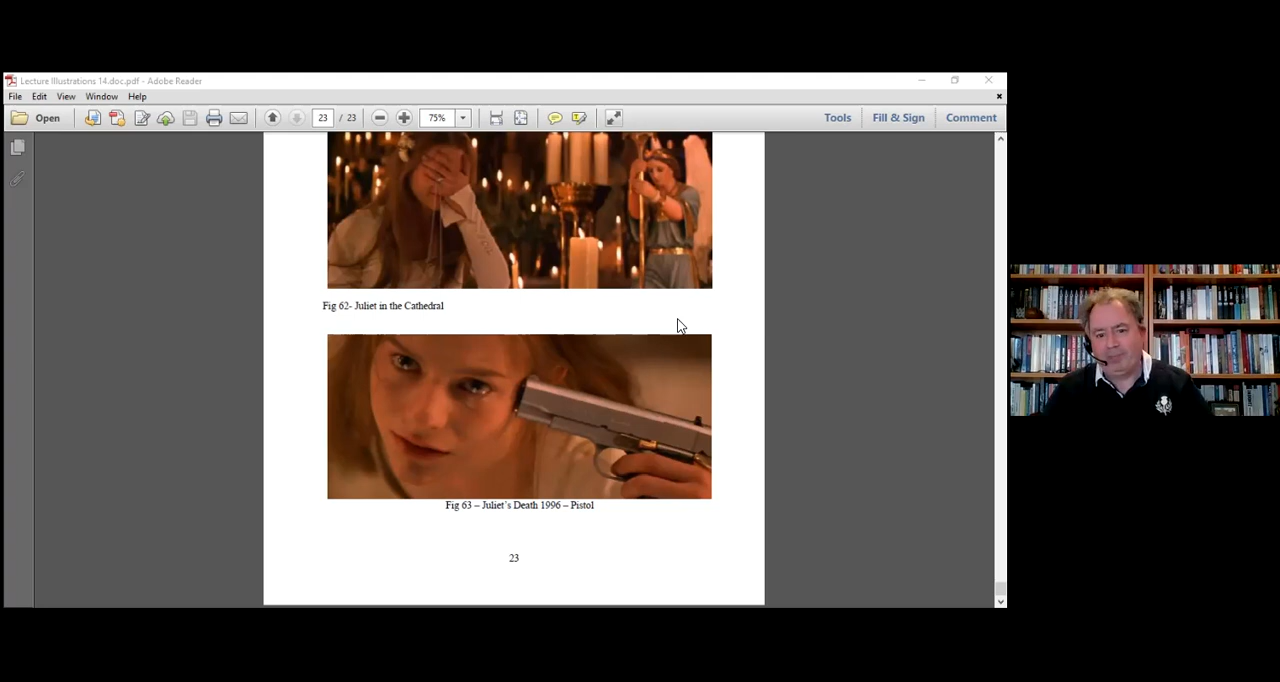 Lecture Illustrations 14.doc.pdf - Adobe Reader
File Edit View Window Help
Open 23 / 23 75% Tools Fill & Sign Comment
Fig 62- Juliet in the Cathedral
Fig 63 – Juliet's Death 1996 – Pistol
23